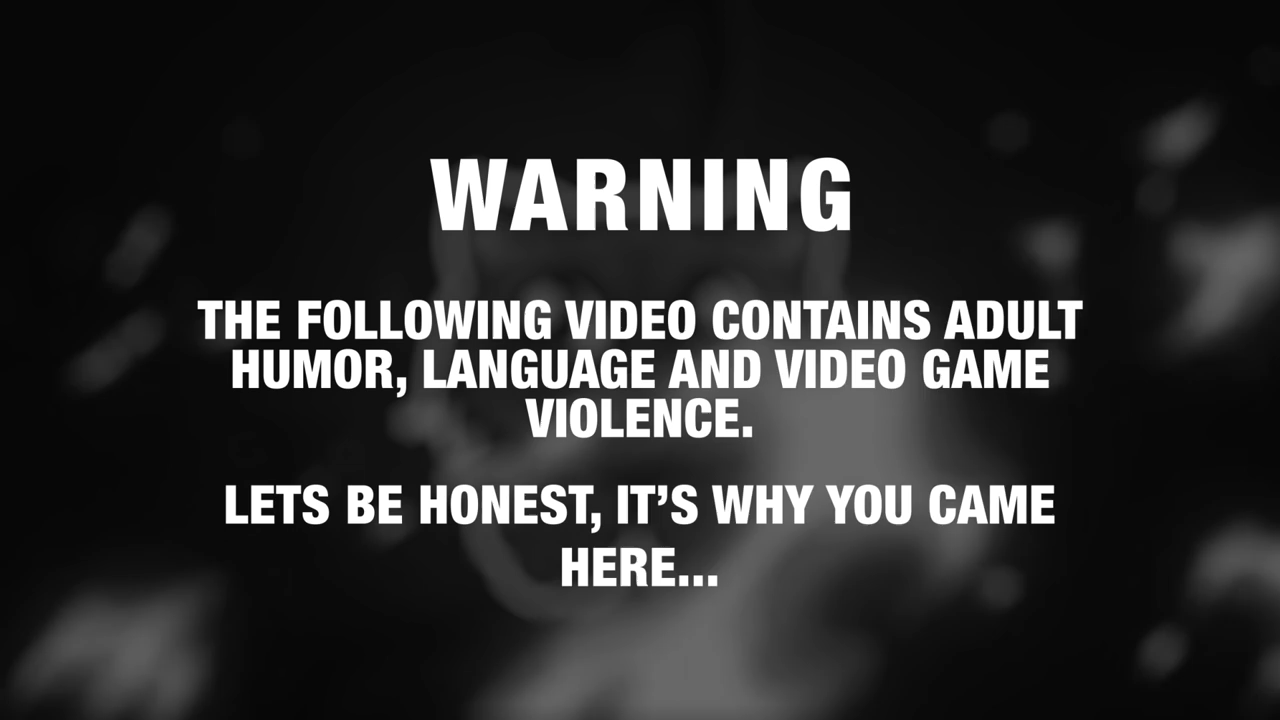 WARNING
THE FOLLOWING VIDEO CONTAINS ADULT
HUMOR, LANGUAGE AND VIDEO GAME
VIOLENCE.
LETS BE HONEST, IT’S WHY YOU CAME
HERE...